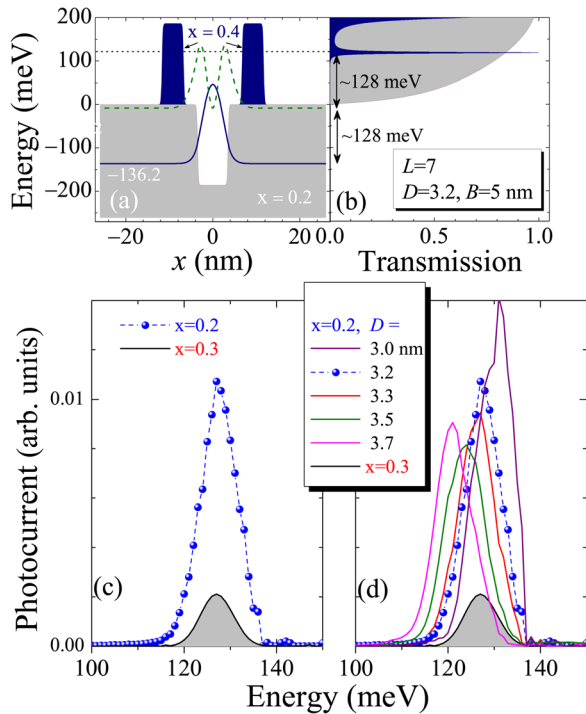 200
100
0
−100
−200
Energy (meV)
x = 0.4
−136.2
(a)
x = 0.2
−20
0
20
x (nm)
~128 meV
~128 meV
(b)
L=7
D=3.2, B=5 nm
0.0
0.5
1.0
Transmission
Photocurrent (arb. units)
0.01
0.00
x=0.2
x=0.3
(c)
100
120
140
x=0.2, D =
3.0 nm
3.2
3.3
3.5
3.7
x=0.3
(d)
120
140
Energy (meV)